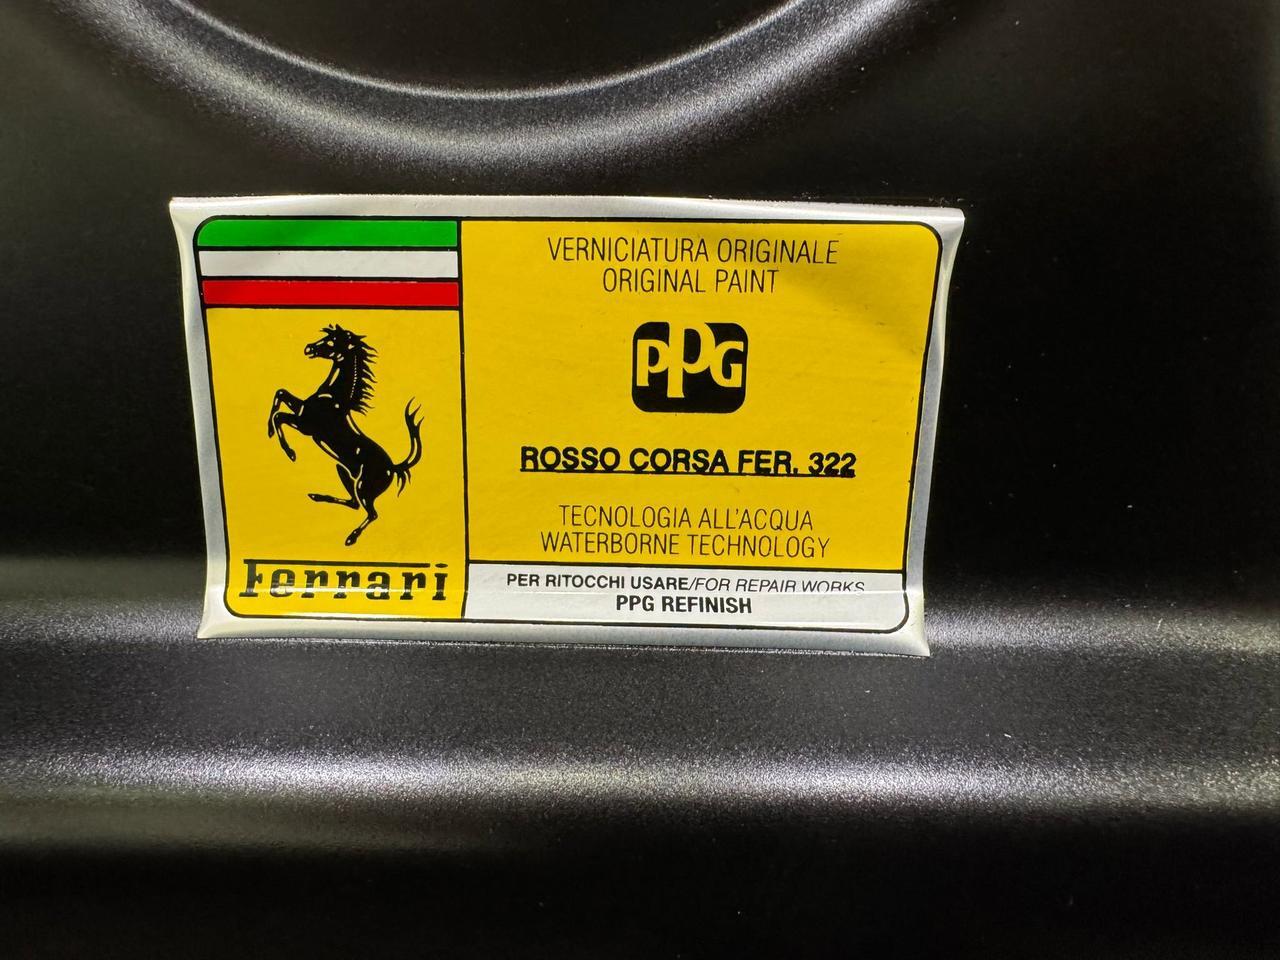 VERNICIATURA ORIGINALE
ORIGINAL PAINT
PPG
ROSSO CORSA FER. 322
TECNOLOGIA ALL'ACQUA
WATERBORNE TECHNOLOGY
Ferrari
PER RITOCCHI USARE/FOR REPAIR WORKS
PPG REFINISH